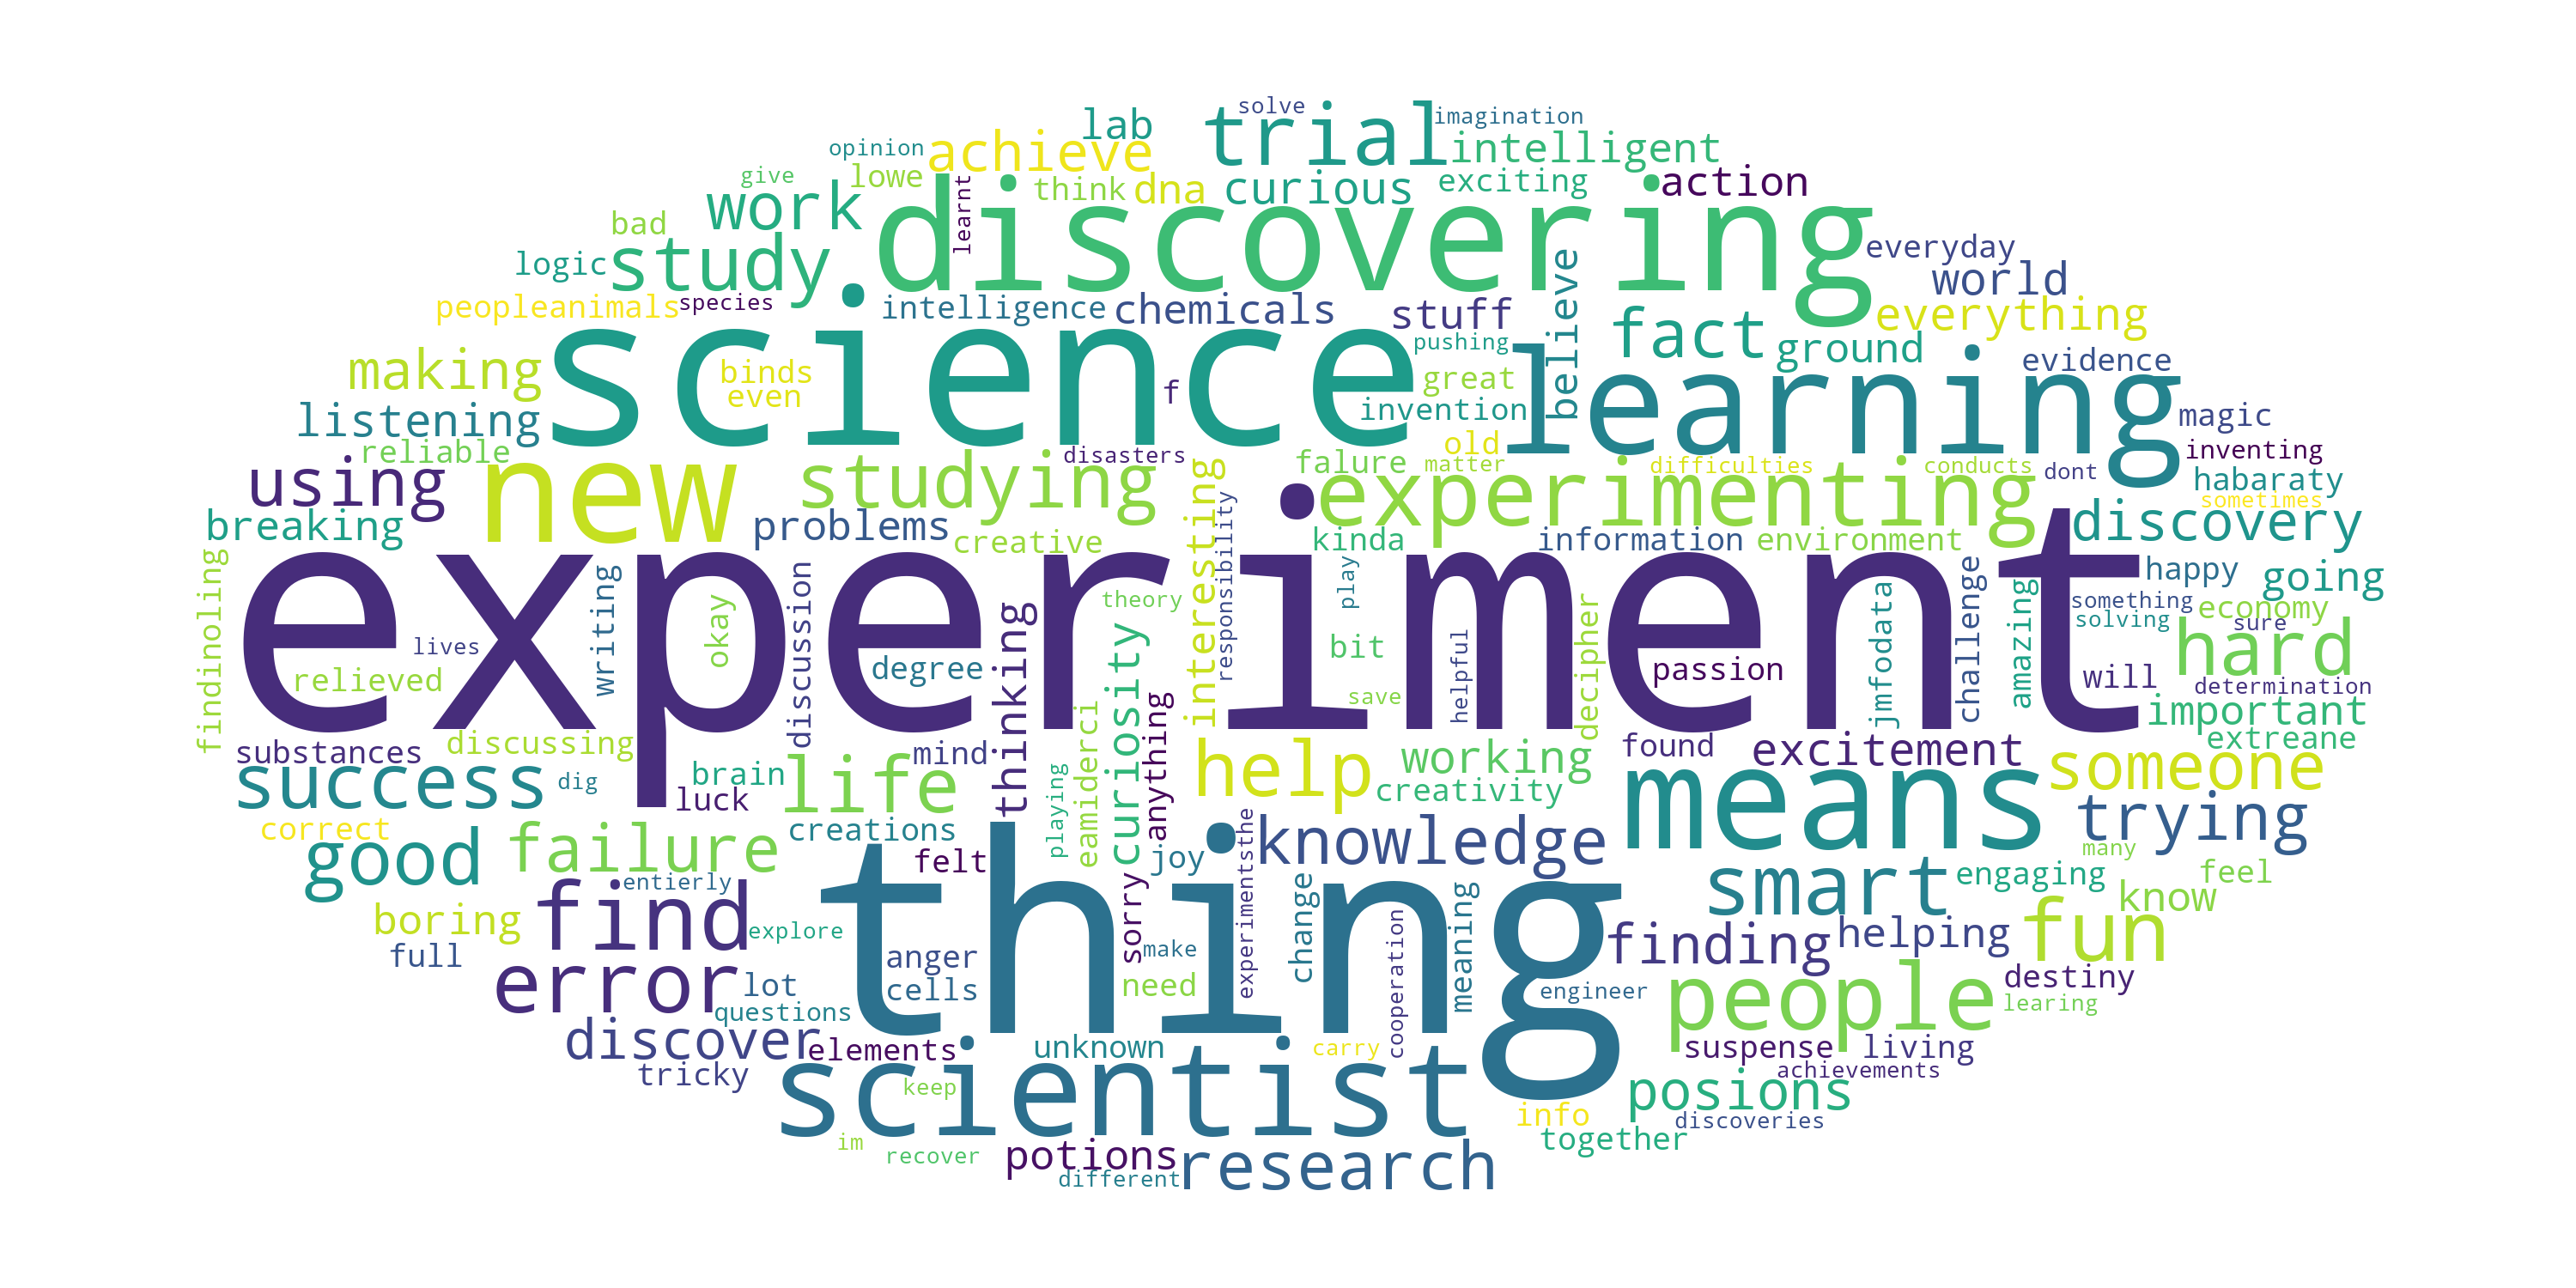 solve
imagination
lab
trial
achieve
intelligent
opinion
give
lowe
think
dna
curious
exciting
action
learnt
work
discovering
bad
study
logic
everyday
world
peopleanimals
species
intelligence
chemicals
stuff
believe
fact
everything
ground
evidence
science
pushing
learning
making
binds
even
f
great
invention
magic
listening
reliable
disasters
old
inventing
using
new
studying
interesting
falure
matter
difficulties
conducts
dont
habaraty
sometimes
experimenting
breaking
problems
creative
responsibility
kinda
information
environment
discovery
findinoling
experiment
writing
okay
discussion
theory
play
decipher
jmfodata
challenge
amazing
happy
going
something
economy
solving
sure
lives
relieved
degree
thinking
curiosity
bit
helpful
passion
hard
will
determination
save
important
substances
discussing
mind
anything
eamiderci
found
excitement
extreane
success
dig
brain
life
help
working
means
someone
luck
playing
creativity
correct
creations
experimentsthe
knowledge
trying
good
failure
felt
joy
many
entierly
smart
engaging
feel
know
boring
find
explore
sorry
change
meaning
cooperation
finding
helping
fun
full
anger
make
thing
error
lot
cells
need
engineer
people
destiny
learing
questions
discover
elements
unknown
carry
suspense
living
tricky
keep
scientist
achievements
posions
info
discoveries
im
recover
potions
together
different
research